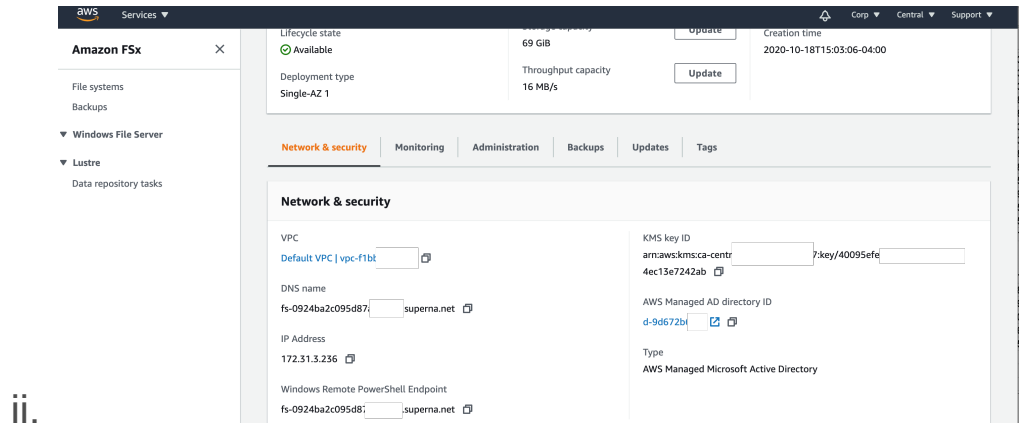 aws Services ▼ Corp ▼ Central ▼ Support ▼
Amazon FSx
File systems
Backups
▼ Windows File Server
▼ Lustre
Data repository tasks
Lifecycle state
Available
Deployment type
Single-AZ 1
Storage capacity
69 GiB
Update
Throughput capacity
16 MB/s
Update
Creation time
2020-10-18T15:03:06-04:00
Network & security Monitoring Administration Backups Updates Tags
Network & security
VPC
Default VPC | vpc-f1bb
DNS name
fs-0924ba2c095d87 superna.net
IP Address
172.31.3.236
Windows Remote PowerShell Endpoint
fs-0924ba2c095d87 .superna.net
KMS key ID
arn:aws:kms:ca-centr 7:key/40095efe
4ec13e7242ab
AWS Managed AD directory ID
d-9d672b
Type
AWS Managed Microsoft Active Directory
ii.